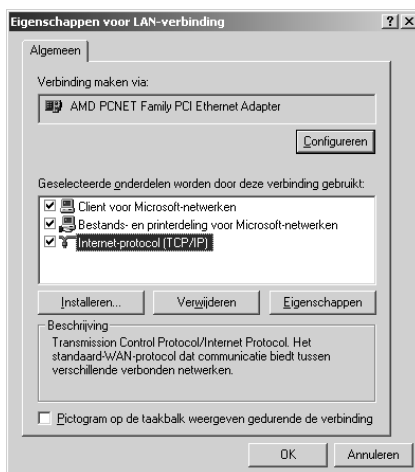 Eigenschappen voor LAN-verbinding
Algemeen
Verbinding maken via:
AMD PCNET Family PCI Ethernet Adapter
Configureren
Geselecteerde onderdelen worden door deze verbinding gebruikt:
Client voor Microsoft-netwerken
Bestands- en printerdeling voor Microsoft-netwerken
Internet-protocol (TCP/IP)
Installeren...
Verwijderen
Eigenschappen
Beschrijving
Transmission Control Protocol/Internet Protocol. Het
standaard-WAN-protocol dat communicatie biedt tussen
verschillende verbonden netwerken.
Pictogram op de taakbalk weergeven gedurende de verbinding
OK
Annuleren